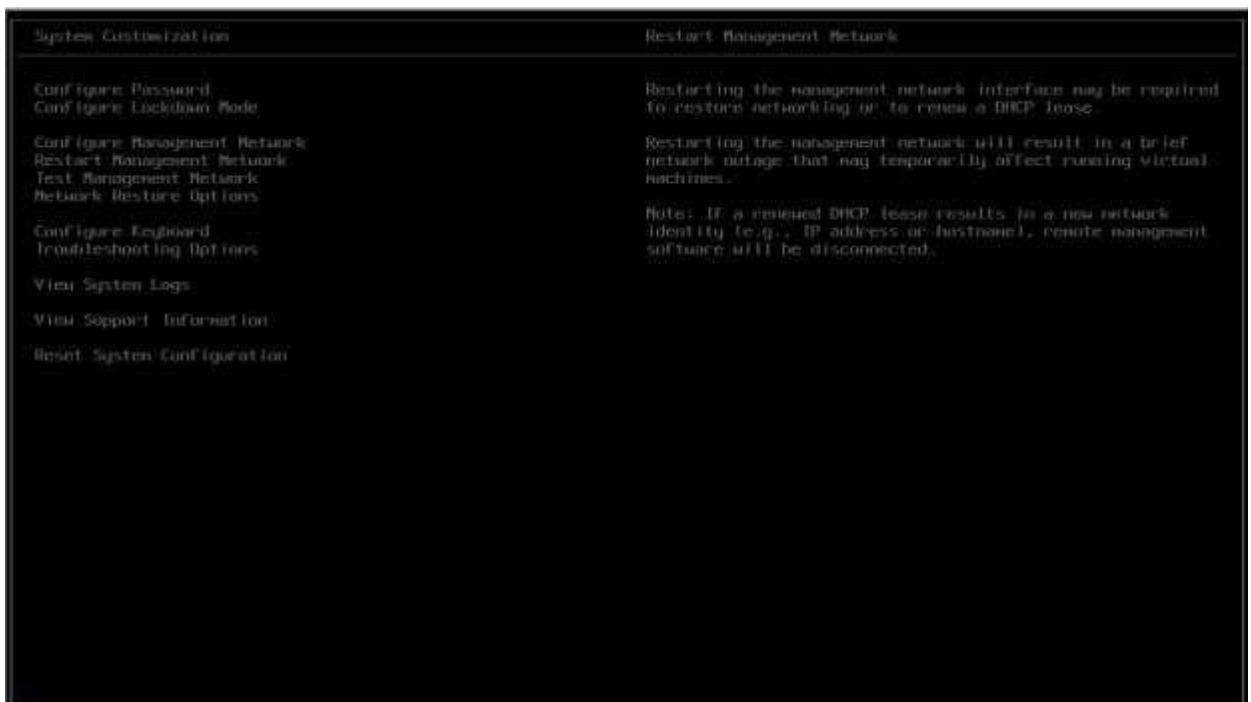 System Customization
Restart Management Network
Configure Password
Configure Lockdown Mode
Configure Management Network
Restart Management Network
Test Management Network
Network Restore Options
Configure Keyboard
Troubleshooting Options
View System Logs
View Support Information
Reset System Configuration
Restarting the management network interface may be required
to restore networking or to renew a DHCP lease.
Restarting the management network will result in a brief
network outage that may temporarily affect running virtual
machines.
Note: If a renewed DHCP lease results in a new network
identity (e.g., IP address or hostname), remote management
software will be disconnected.